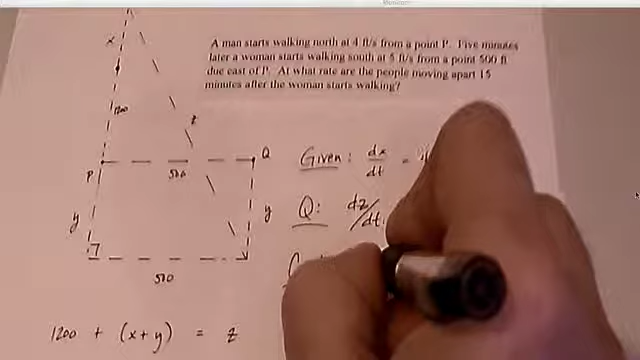 A man starts walking north at 4 ft/s from a point P. Five minutes
later a woman starts walking south at 5 ft/s from a point 500 ft
due east of P. At what rate are the people moving apart 15
minutes after the woman starts walking?
x
1200
z
Q
P
500
Given: dx/dt =
y
y
Q: dz/dt
500
1200 + (x+y) = z